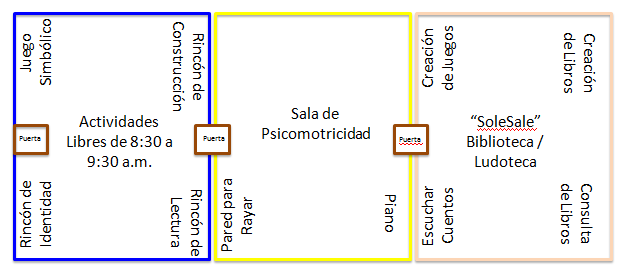 Juego
Simbólico
Rincón de
Construcción
Puerta
Actividades
Libres de 8:30 a
9:30 a.m.
Rincón de
Identidad
Rincón de
Lectura
Puerta
Sala de
Psicomotricidad
Pared para
Rayar
Piano
Puerta
Creación
de Juegos
Creación
de Libros
“SoleSale”
Biblioteca /
Ludoteca
Escuchar
Cuentos
Consulta
de Libros